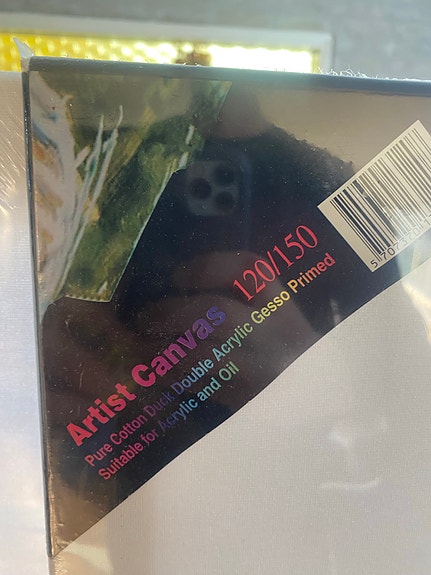 Artist Canvas 120/150
Pure Cotton Duck Double Acrylic Gesso Primed
Suitable for Acrylic and Oil